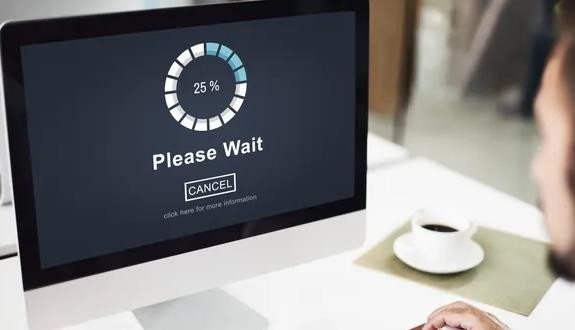 25 %
Please Wait
CANCEL
click here for more information